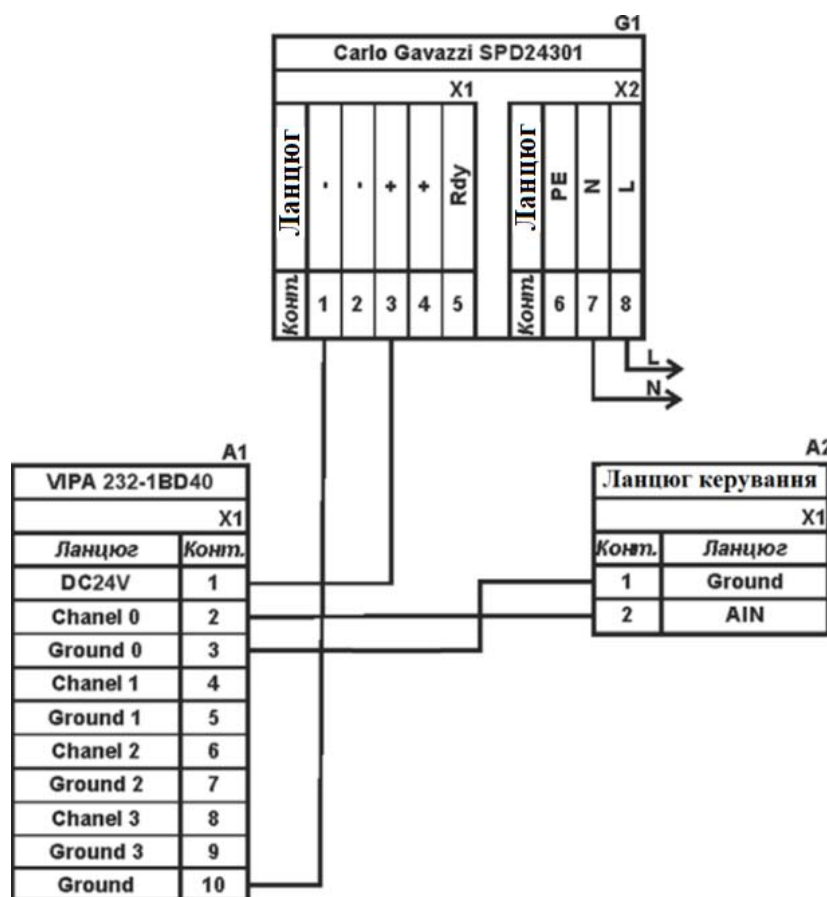 G1
Carlo Gavazzi SPD24301
X1 X2
Ланцюг - - + + Rdy Ланцюг PE N L
Конт. 1 2 3 4 5 Конт. 6 7 8
L
N
A1
VIPA 232-1BD40
X1
Ланцюг Конт.
DC24V 1
Chanel 0 2
Ground 0 3
Chanel 1 4
Ground 1 5
Chanel 2 6
Ground 2 7
Chanel 3 8
Ground 3 9
Ground 10
A2
Ланцюг керування
X1
Конт. Ланцюг
1 Ground
2 AIN